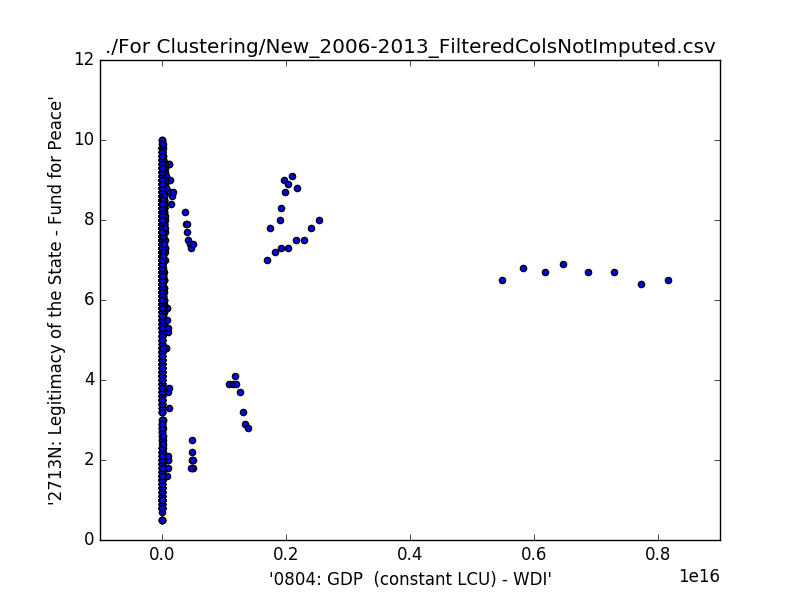 ./For Clustering/New_2006-2013_FilteredColsNotImputed.csv
12
10
8
6
4
2
0
'2713N: Legitimacy of the State - Fund for Peace'
0.0 0.2 0.4 0.6 0.8
1e16
'0804: GDP  (constant LCU) - WDI'